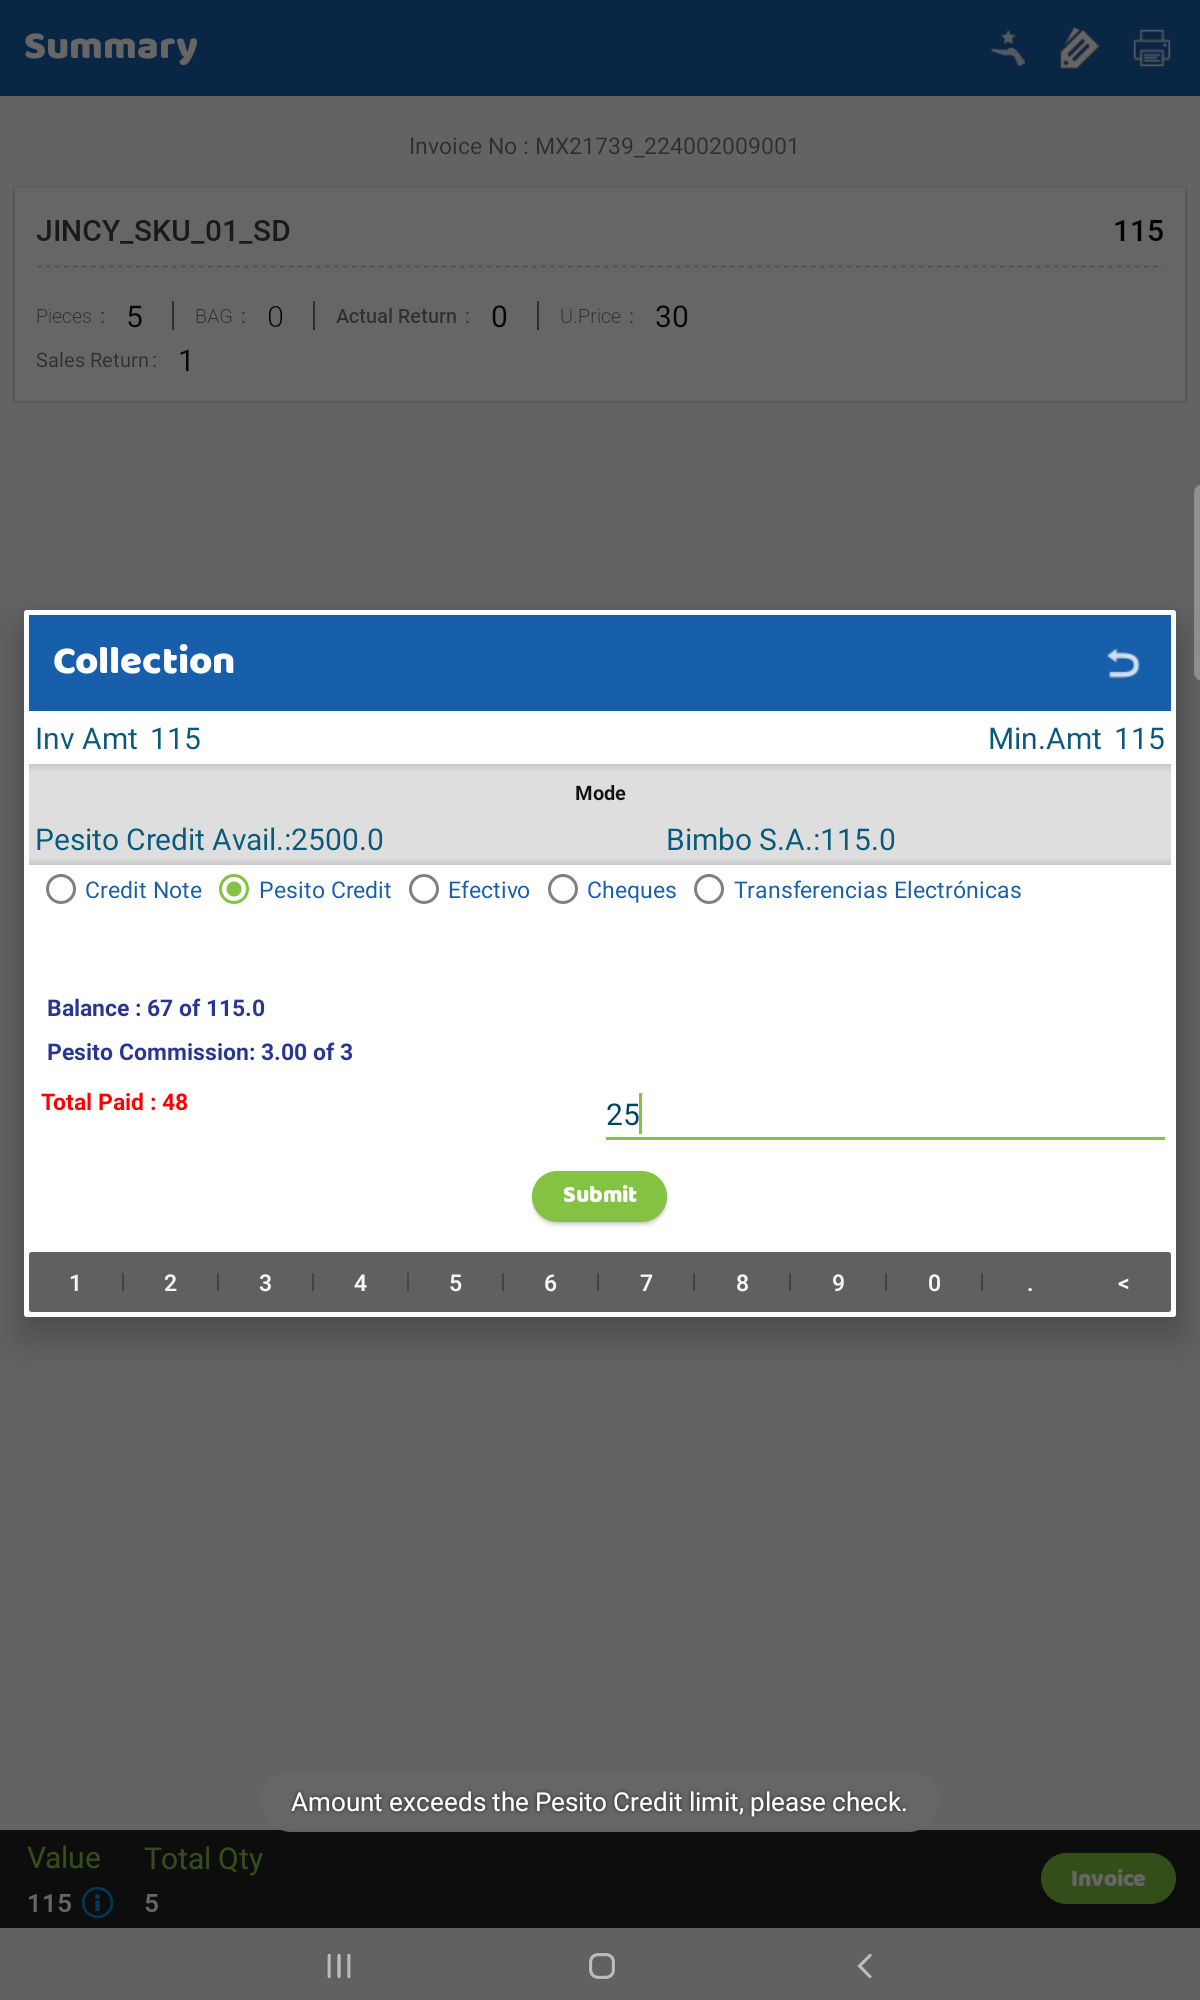 Summary
Invoice No : MX21739_224002009001
JINCY_SKU_01_SD 115
Pieces : 5 | BAG : 0 | Actual Return : 0 | U.Price : 30
Sales Return : 1
Collection
Inv Amt 115 Min.Amt 115
Mode
Pesito Credit Avail.:2500.0 Bimbo S.A.:115.0
Credit Note Pesito Credit Efectivo Cheques Transferencias Electrónicas
Balance : 67 of 115.0
Pesito Commission: 3.00 of 3
Total Paid : 48
25
Submit
1 | 2 | 3 | 4 | 5 | 6 | 7 | 8 | 9 | 0 | . <
Amount exceeds the Pesito Credit limit, please check.
Value Total Qty
115 5
Invoice